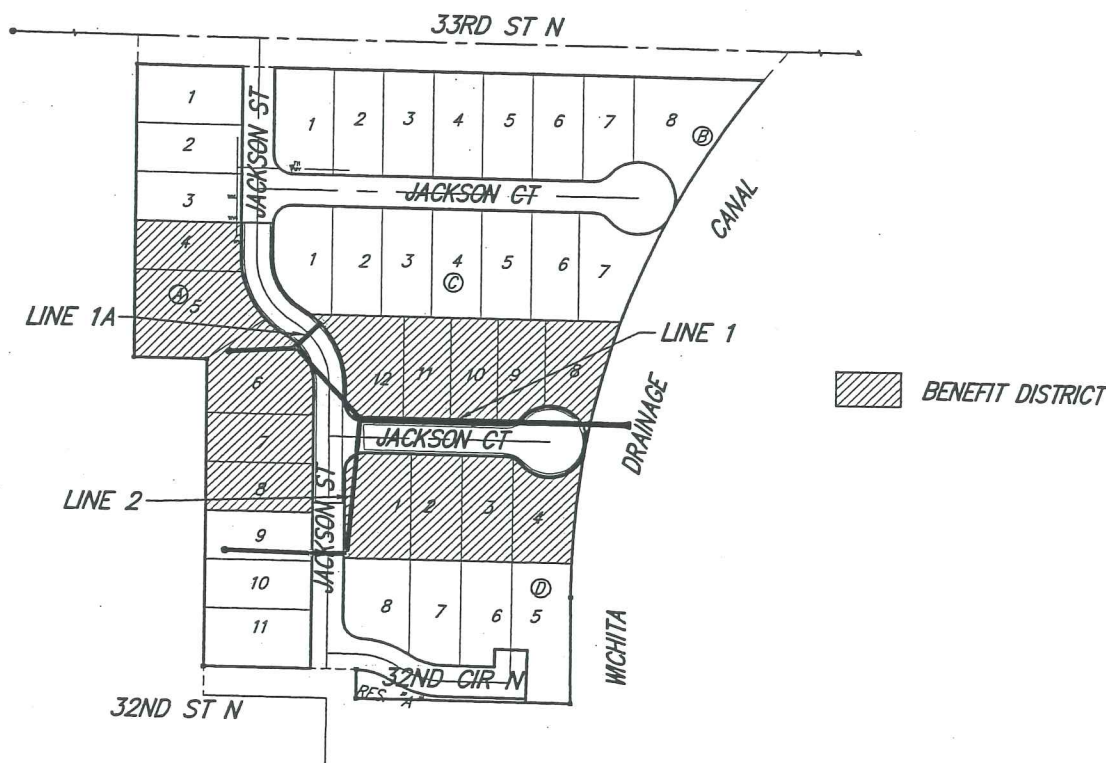 33RD ST N
1
2
3
4
5
A
JACKSON ST
1
2
3
4
5
6
7
8
B
JACKSON CT
CANAL
1
2
3
4
5
6
7
C
LINE 1A
LINE 1
12
11
10
9
8
BENEFIT DISTRICT
6
7
8
9
10
11
JACKSON CT
DRAINAGE
LINE 2
JACKSON ST
1
2
3
4
D
8
7
6
5
WICHITA
32ND CIR N
RES. "A"
32ND ST N